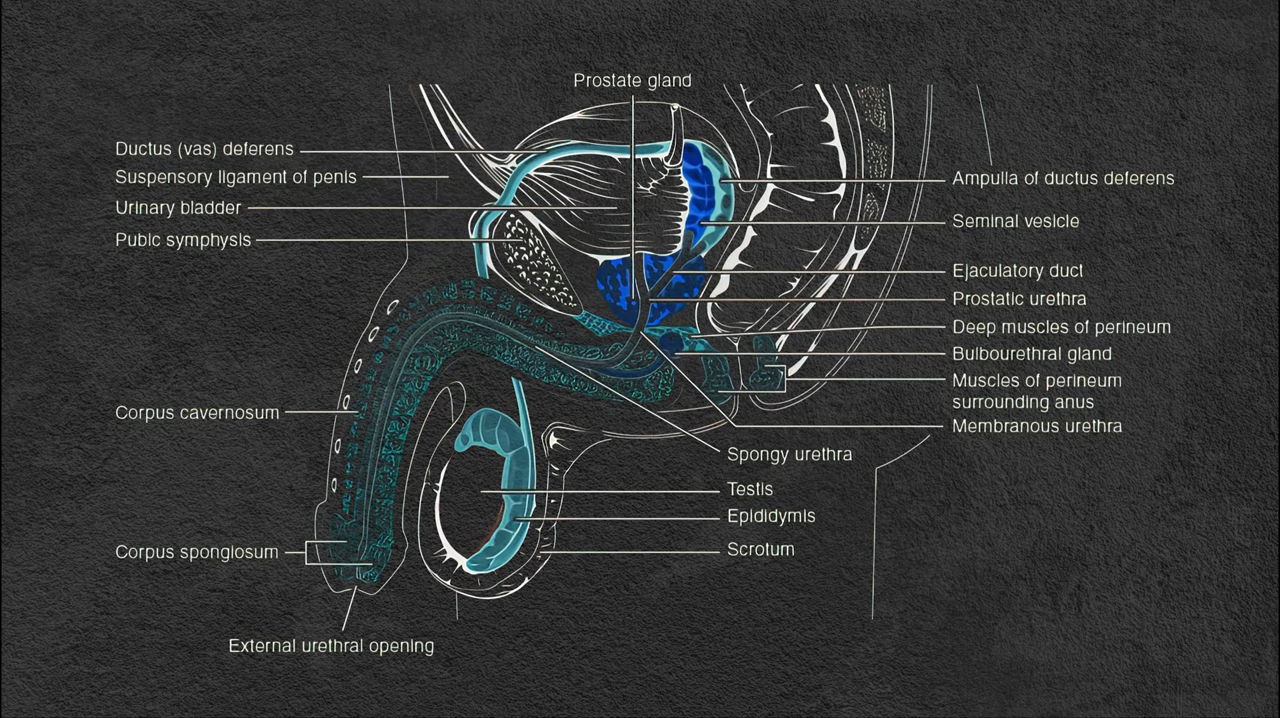 Prostate gland
Ductus (vas) deferens
Suspensory ligament of penis
Urinary bladder
Pubic symphysis
Corpus cavernosum
Corpus spongiosum
External urethral opening
Ampulla of ductus deferens
Seminal vesicle
Ejaculatory duct
Prostatic urethra
Deep muscles of perineum
Bulbourethral gland
Muscles of perineum
surrounding anus
Membranous urethra
Spongy urethra
Testis
Epididymis
Scrotum